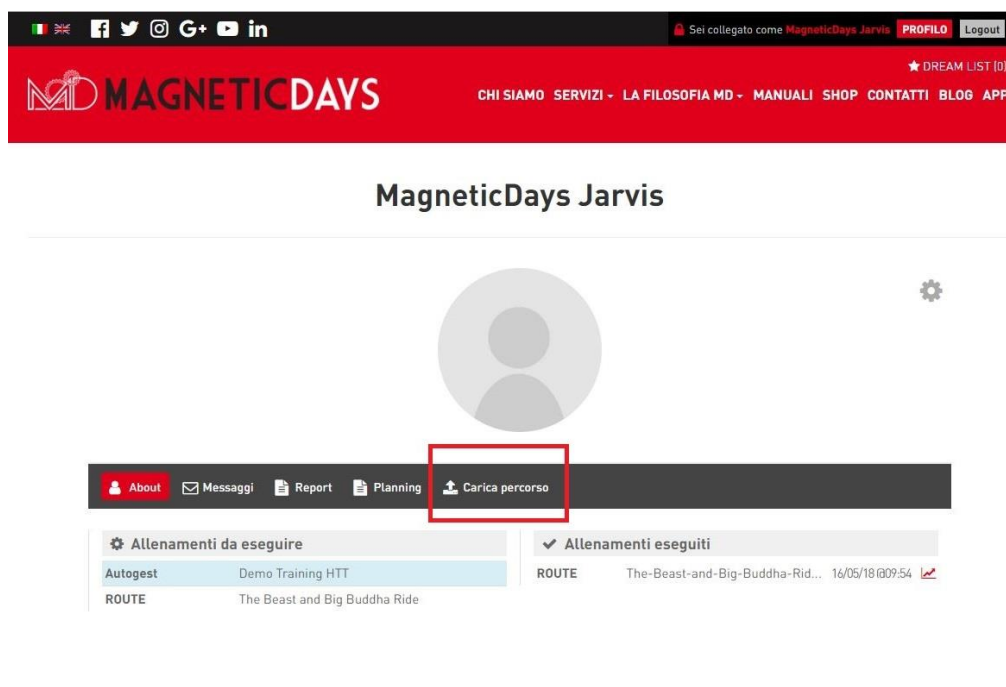 Sei collegato come MagneticDays Jarvis PROFILO Logout
DREAM LIST (0)
MD MAGNETICDAYS
CHI SIAMO SERVIZI LA FILOSOFIA MD MANUALI SHOP CONTATTI BLOG APP
MagneticDays Jarvis
About Messaggi Report Planning Carica percorso
Allenamenti da eseguire
Autogest Demo Training HTT
ROUTE The Beast and Big Buddha Ride
Allenamenti eseguiti
ROUTE The-Beast-and-Big-Buddha-Rid... 16/05/18@09:54